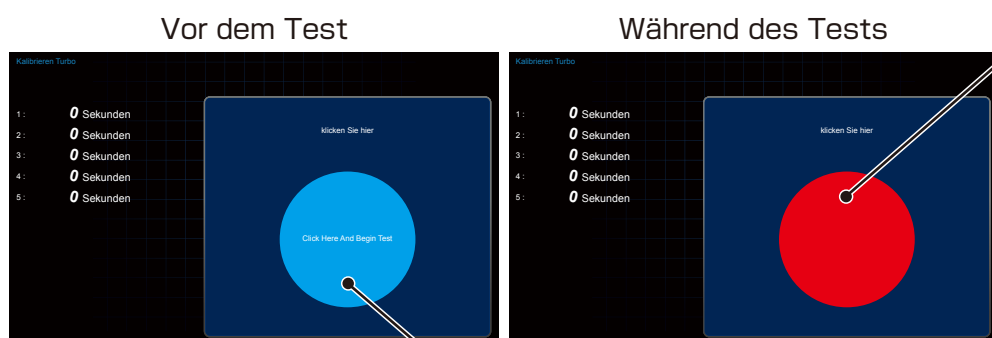 Vor dem Test
Kalibrieren Turbo
1 : 0 Sekunden
2 : 0 Sekunden
3 : 0 Sekunden
4 : 0 Sekunden
5 : 0 Sekunden
klicken Sie hier
Click Here And Begin Test
Während des Tests
Kalibrieren Turbo
1 : 0 Sekunden
2 : 0 Sekunden
3 : 0 Sekunden
4 : 0 Sekunden
5 : 0 Sekunden
klicken Sie hier